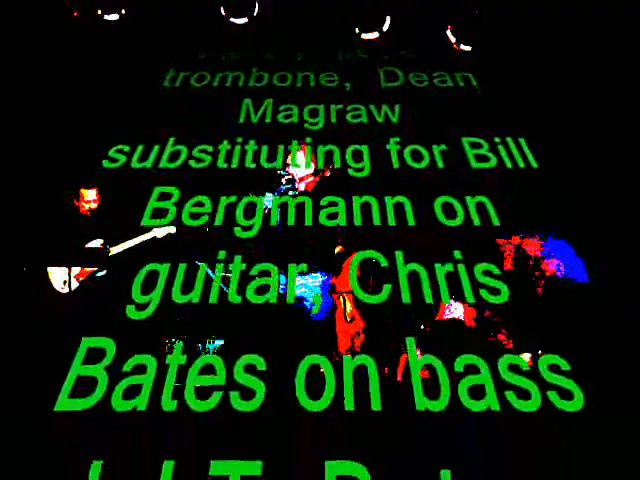 trombone, Dean
Magraw
substituting for Bill
Bergmann on
guitar, Chris
Bates on bass